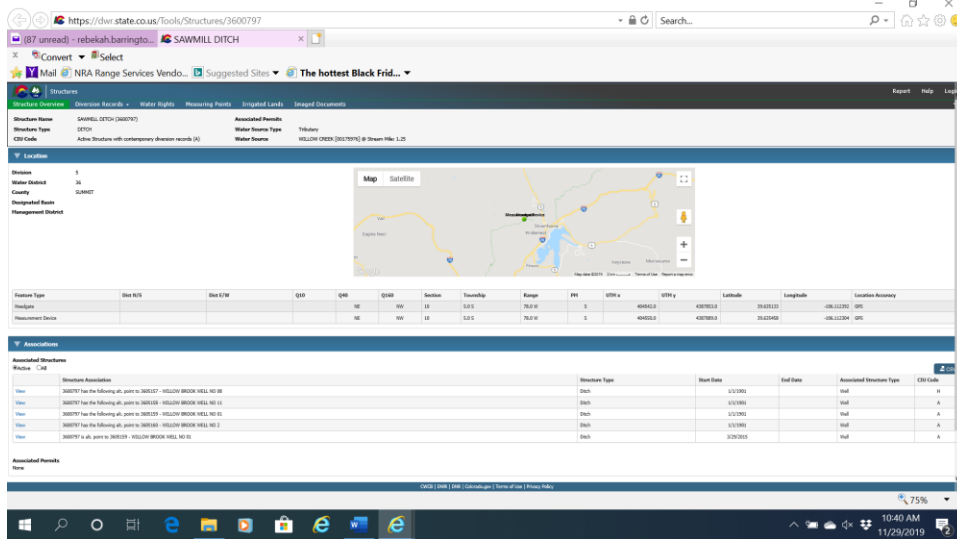 https://dwr.state.co.us/Tools/Structures/3600797
Search...
(87 unread) - rebekah.barringto...
SAWMILL DITCH
×
x Convert Select
Y Mail NRA Range Services Vendo... Suggested Sites The hottest Black Frid...
Structures Report Help
Structure Overview Diversion Records Water Rights Measuring Points Irrigated Lands Imaged Documents
Structure Name SAWMILL DITCH (3600797) Associated Permits
Structure Type DITCH Water Source Type Tributary
CIU Code Active Structure with contemporary diversion records (A) Water Source WILLOW CREEK
Location
Division 5
Water District 36
County SUMMIT
Designated Basin
Management District
Map Satellite
Vail
Silverthorne
Keystone
+
−
Feature Type Dist N/S Dist E/W Q10 Q40 Q160 Section Township Range PM UTM x UTM y Latitude Longitude Location Accuracy
Headgate NE NW 10 5.0 S 78.0 W S GPS
Measurement Device NE NW 10 5.0 S 78.0 W S GPS
Associations
Associated Structures
Active All
Structure Association Structure Type Start Date End Date Associated Structure Type CIU Code
View 3600797 has the following alt. point to 3605157 - WILLOW BROOK WELL NO 08 Ditch 1/1/1901 Well H
View 3600797 has the following alt. point to 3605158 - WILLOW BROOK WELL NO 11 Ditch 1/1/1901 Well A
View 3600797 has the following alt. point to 3605159 - WILLOW BROOK WELL NO 01 Ditch 1/1/1901 Well A
View 3600797 has the following alt. point to 3605160 - WILLOW BROOK WELL NO 2 Ditch 1/1/1901 Well A
View 3600797 is alt. point to 3605159 - WILLOW BROOK WELL NO 01 Ditch 3/29/2015 Well A
Associated Permits
None
CWCB | DWR | DNR | Colorado.gov | Terms of Use | Privacy Policy
75%
10:40 AM
11/29/2019
2